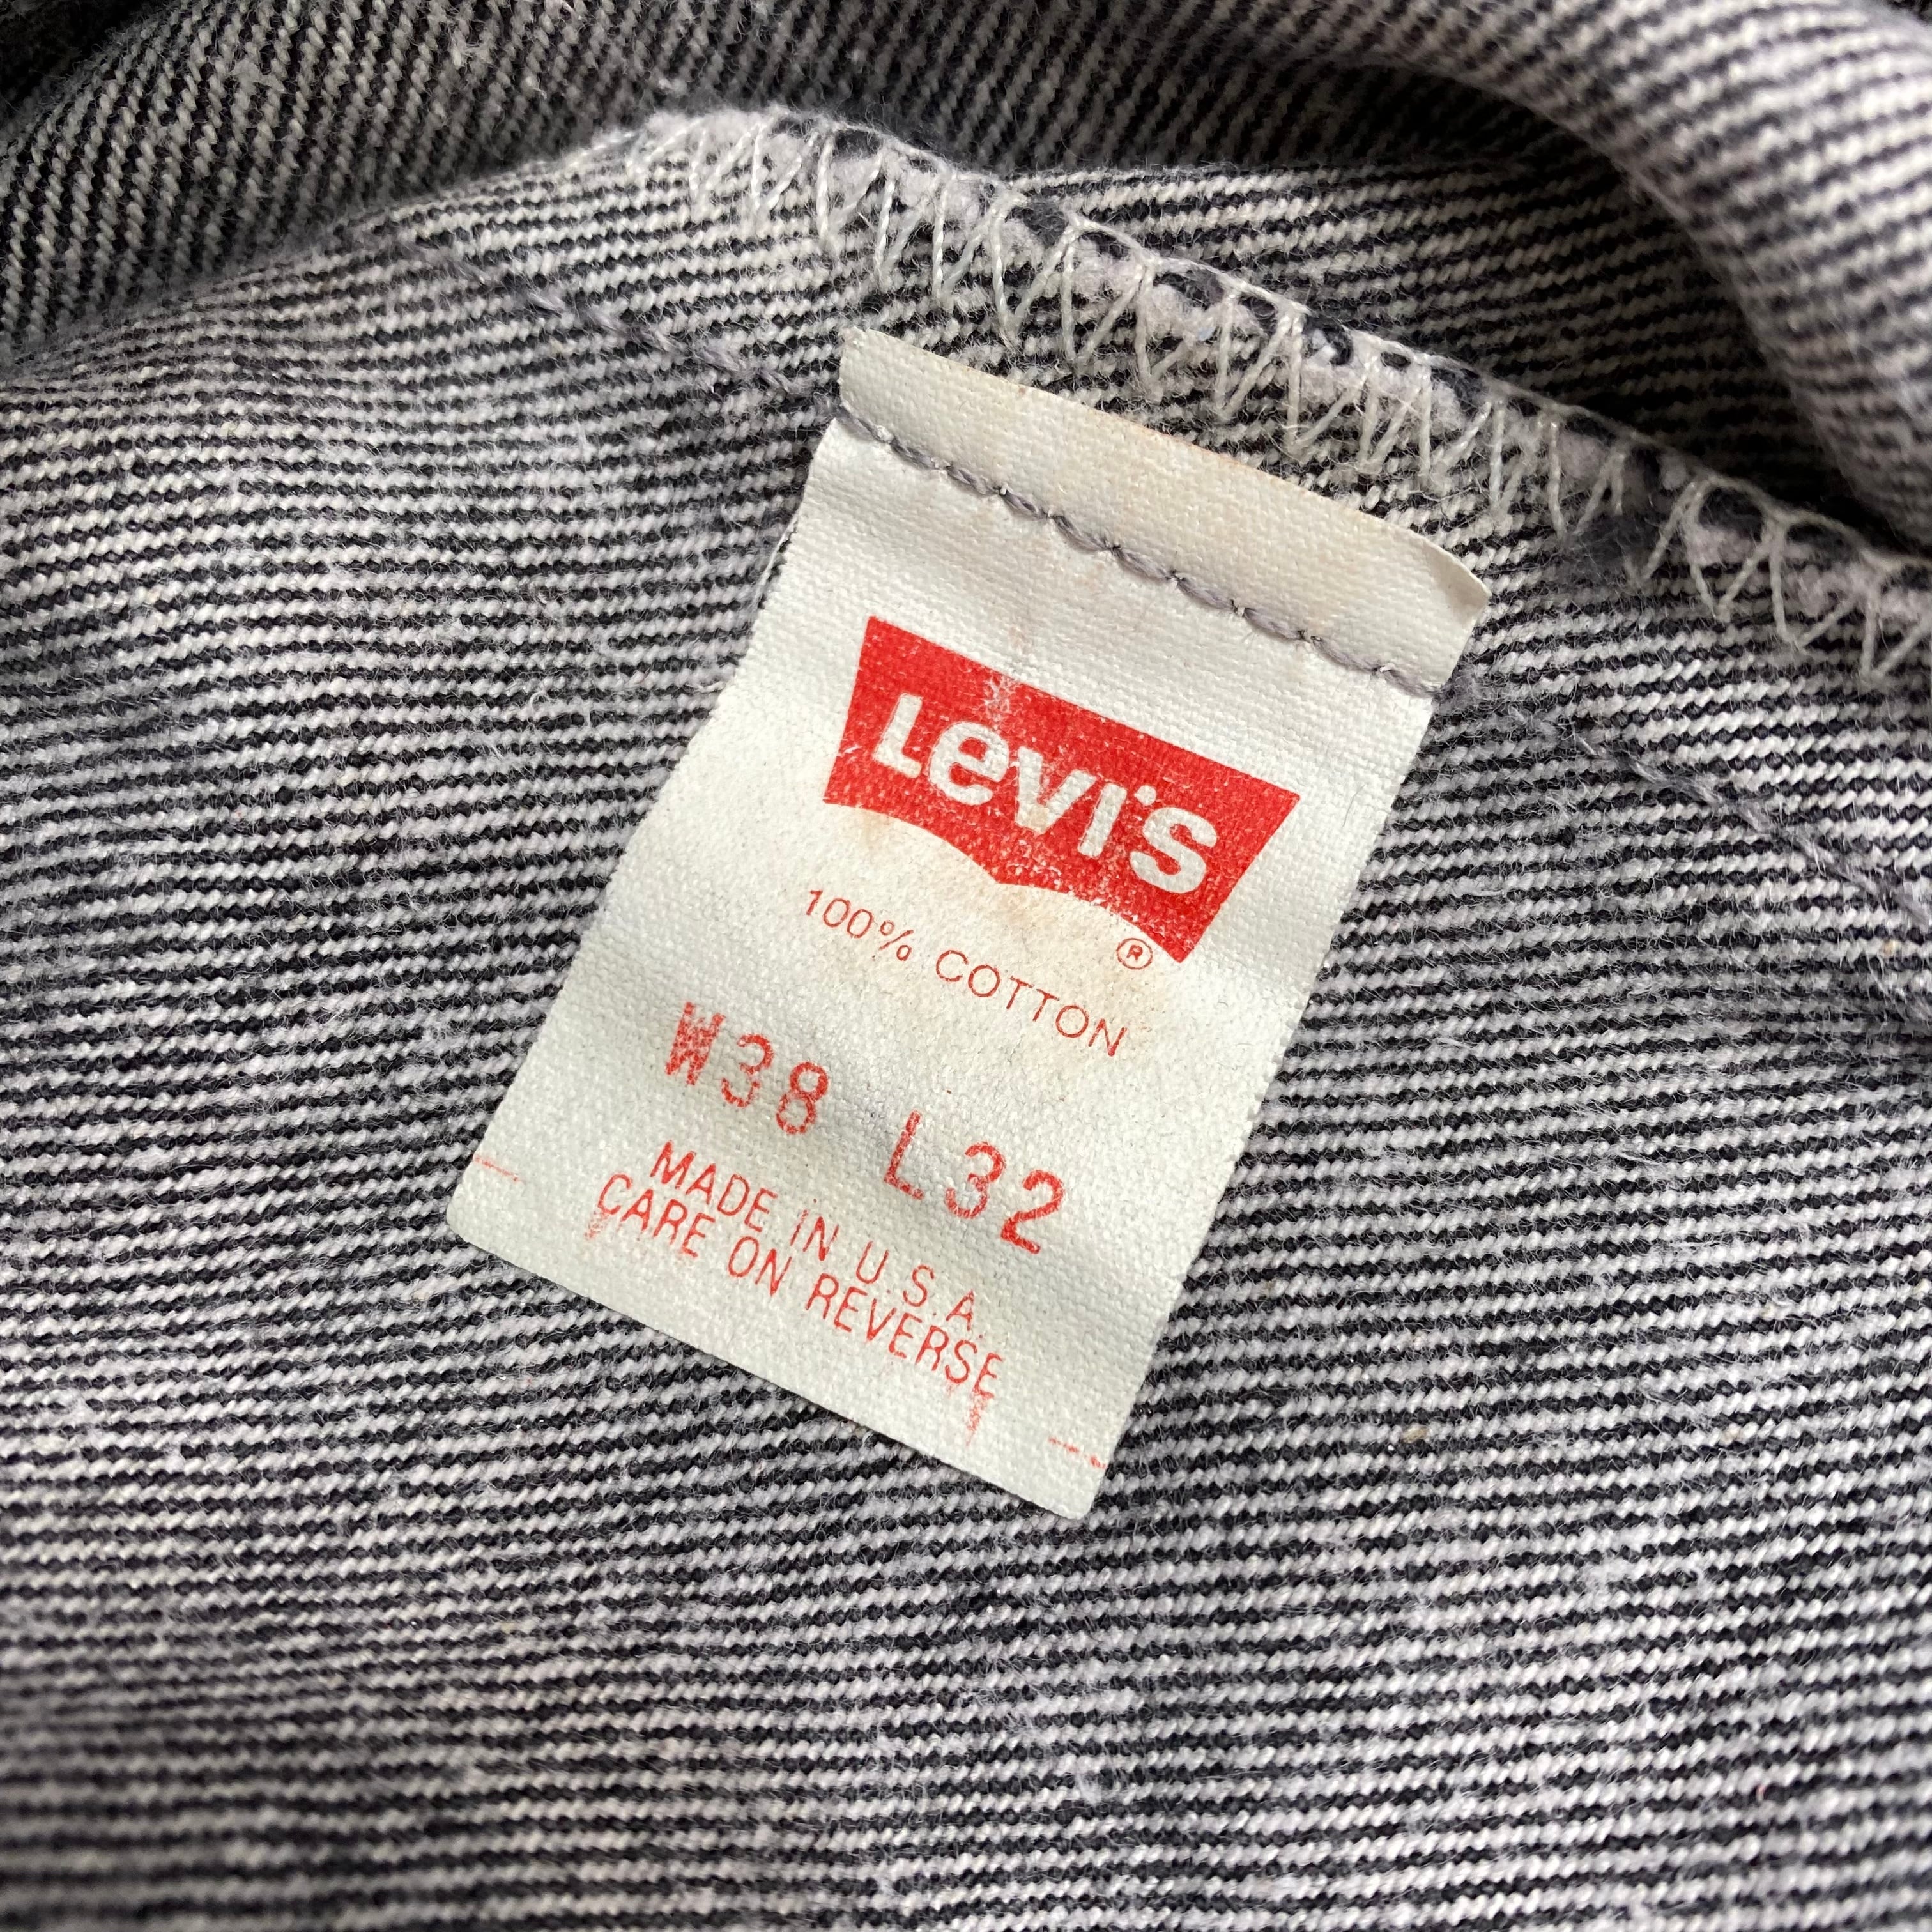 Levi's ®
100% COTTON
W38 L32
MADE IN U.S.A.
CARE ON REVERSE